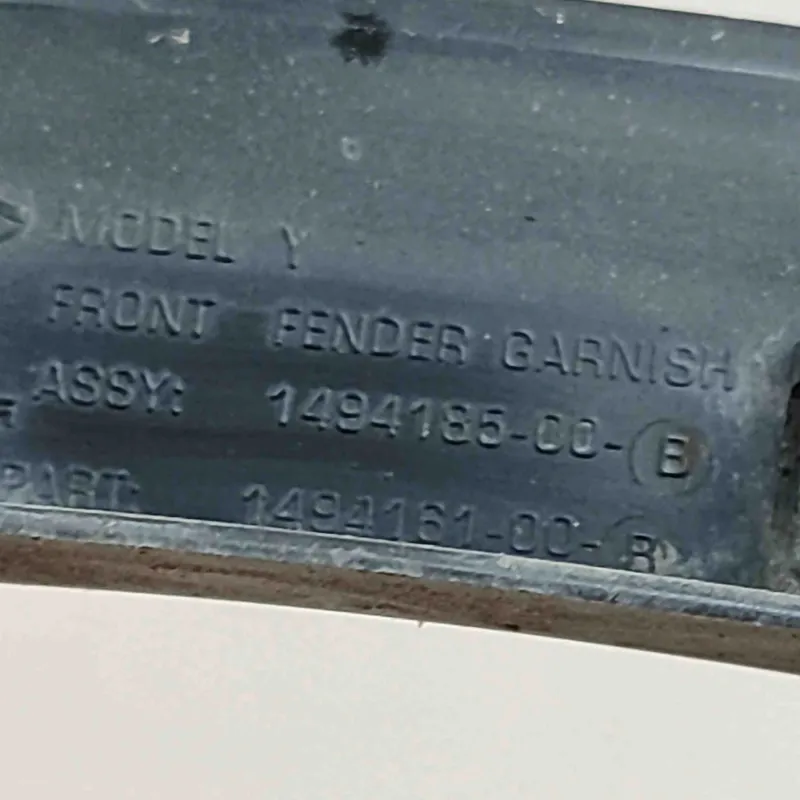 MODEL Y
FRONT FENDER GARNISH
ASSY: 1494185-00-B
PART: 1494161-00-B